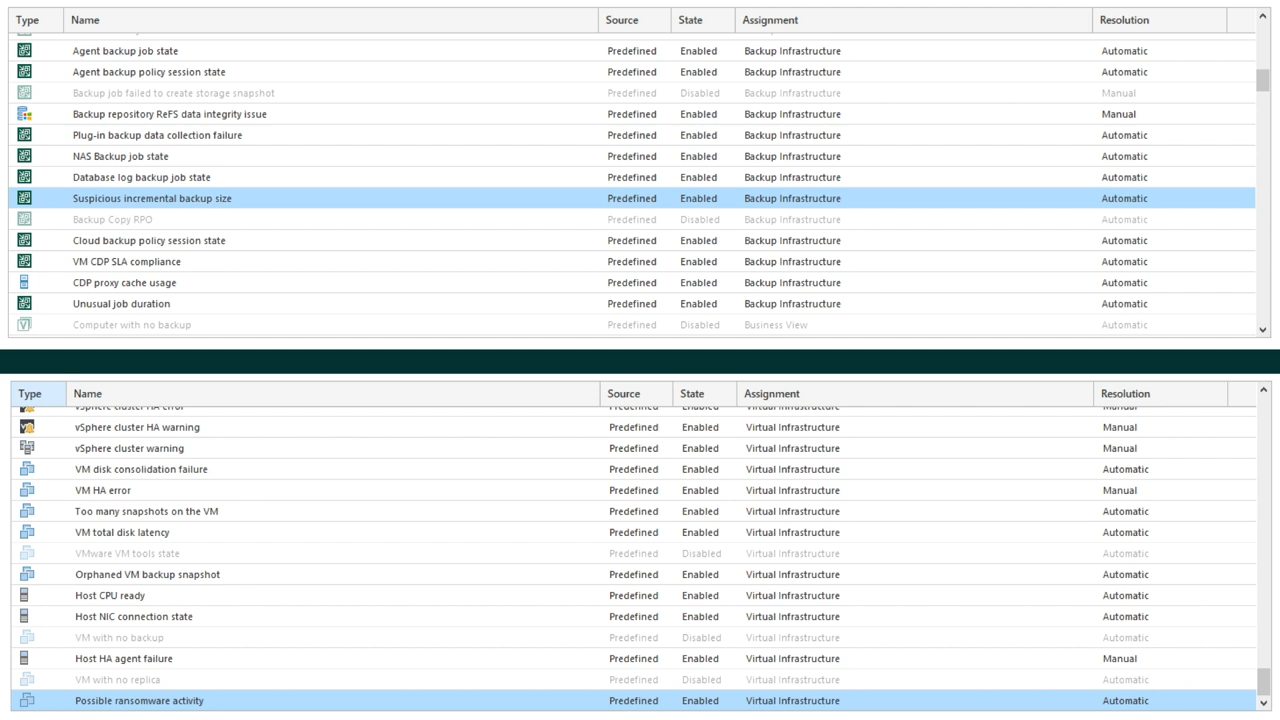 Type Name Source State Assignment Resolution
Agent backup job state Predefined Enabled Backup Infrastructure Automatic
Agent backup policy session state Predefined Enabled Backup Infrastructure Automatic
Backup job failed to create storage snapshot Predefined Disabled Backup Infrastructure Manual
Backup repository ReFS data integrity issue Predefined Enabled Backup Infrastructure Manual
Plug-in backup data collection failure Predefined Enabled Backup Infrastructure Automatic
NAS Backup job state Predefined Enabled Backup Infrastructure Automatic
Database log backup job state Predefined Enabled Backup Infrastructure Automatic
Suspicious incremental backup size Predefined Enabled Backup Infrastructure Automatic
Backup Copy RPO Predefined Disabled Backup Infrastructure Automatic
Cloud backup policy session state Predefined Enabled Backup Infrastructure Automatic
VM CDP SLA compliance Predefined Enabled Backup Infrastructure Automatic
CDP proxy cache usage Predefined Enabled Backup Infrastructure Automatic
Unusual job duration Predefined Enabled Backup Infrastructure Automatic
Computer with no backup Predefined Disabled Business View Automatic
Type Name Source State Assignment Resolution
vSphere cluster HA error Predefined Enabled Virtual Infrastructure Manual
vSphere cluster HA warning Predefined Enabled Virtual Infrastructure Manual
vSphere cluster warning Predefined Enabled Virtual Infrastructure Manual
VM disk consolidation failure Predefined Enabled Virtual Infrastructure Automatic
VM HA error Predefined Enabled Virtual Infrastructure Manual
Too many snapshots on the VM Predefined Enabled Virtual Infrastructure Automatic
VM total disk latency Predefined Enabled Virtual Infrastructure Automatic
VMware VM tools state Predefined Disabled Virtual Infrastructure Automatic
Orphaned VM backup snapshot Predefined Enabled Virtual Infrastructure Automatic
Host CPU ready Predefined Enabled Virtual Infrastructure Automatic
Host NIC connection state Predefined Enabled Virtual Infrastructure Automatic
VM with no backup Predefined Disabled Virtual Infrastructure Automatic
Host HA agent failure Predefined Enabled Virtual Infrastructure Manual
VM with no replica Predefined Disabled Virtual Infrastructure Automatic
Possible ransomware activity Predefined Enabled Virtual Infrastructure Automatic